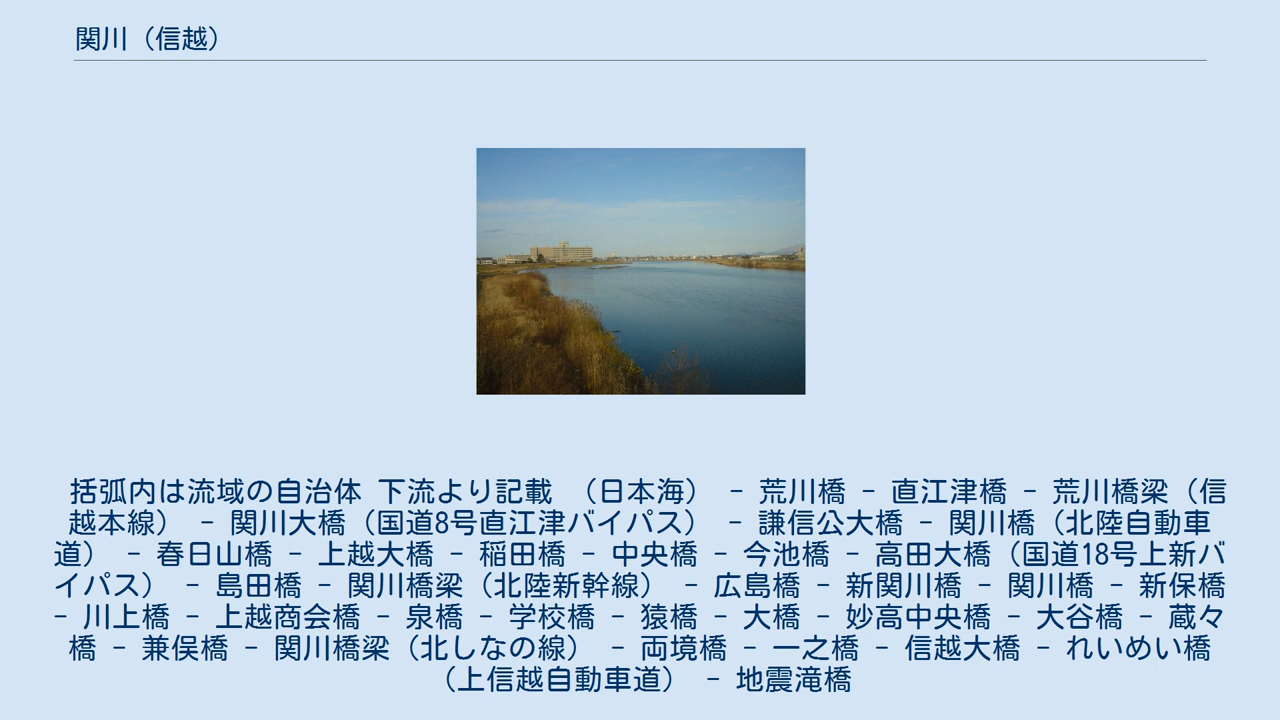 関川（信越）
括弧内は流域の自治体 下流より記載 （日本海） - 荒川橋 - 直江津橋 - 荒川橋梁（信
越本線） - 関川大橋（国道8号直江津バイパス） - 謙信公大橋 - 関川橋（北陸自動車
道） - 春日山橋 - 上越大橋 - 稲田橋 - 中央橋 - 今池橋 - 高田大橋（国道18号上新バ
イパス） - 島田橋 - 関川橋梁（北陸新幹線） - 広島橋 - 新関川橋 - 関川橋 - 新保橋
- 川上橋 - 上越商会橋 - 泉橋 - 学校橋 - 猿橋 - 大橋 - 妙高中央橋 - 大谷橋 - 蔵々
橋 - 兼俣橋 - 関川橋梁（北しなの線） - 両境橋 - 一之橋 - 信越大橋 - れいめい橋
（上信越自動車道） - 地震滝橋